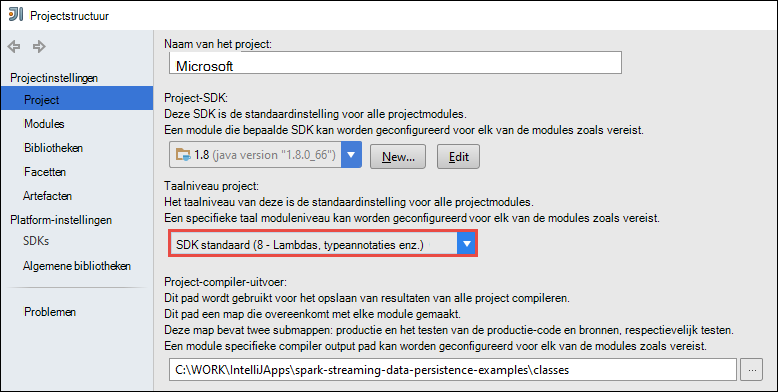 Projectstructuur
Projectinstellingen
Project
Modules
Bibliotheken
Facetten
Artefacten
Platform-instellingen
SDKs
Algemene bibliotheken
Problemen
Naam van het project:
Microsoft
Project-SDK:
Deze SDK is de standaardinstelling voor alle projectmodules.
Een module die bepaalde SDK kan worden geconfigureerd voor elk van de modules zoals vereist.
1.8 (java version "1.8.0_66")
New...
Edit
Taalniveau project:
Het taalniveau van deze is de standaardinstelling voor alle projectmodules.
Een specifieke taal moduleniveau kan worden geconfigureerd voor elk van de modules zoals vereist.
SDK standaard (8 - Lambdas, typeannotaties enz.)
Project-compiler-uitvoer:
Dit pad wordt gebruikt voor het opslaan van resultaten van alle project compileren.
Dit pad een map die overeenkomt met elke module gemaakt.
Deze map bevat twee submappen: productie en het testen van de productie-code en bronnen, respectievelijk testen.
Een module specifieke compiler output pad kan worden geconfigureerd voor elk van de modules zoals vereist.
C:\WORK\IntelliJApps\spark-streaming-data-persistence-examples\classes
...